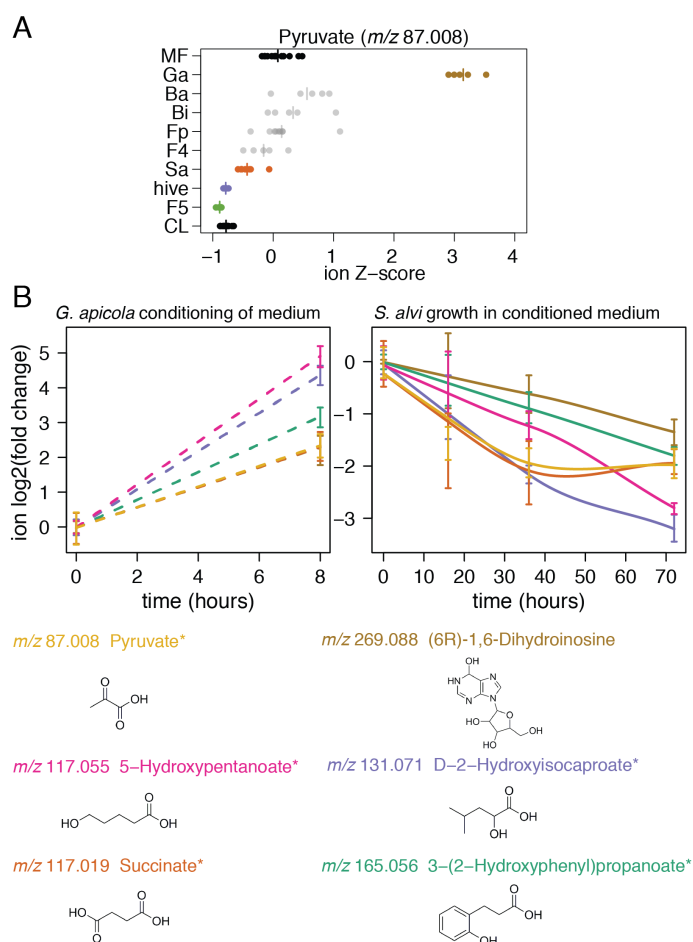 A
Pyruvate (m/z 87.008)
MF
Ga
Ba
Bi
Fp
F4
Sa
hive
F5
CL
−1 0 1 2 3 4
ion Z−score
B
G. apicola conditioning of medium
S. alvi growth in conditioned medium
ion log2(fold change)
5
4
3
2
1
0
0 2 4 6 8
time (hours)
0
−1
−2
−3
0 10 20 30 40 50 60 70
time (hours)
m/z 87.008 Pyruvate*
m/z 269.088 (6R)-1,6-Dihydroinosine
O
OH
O
OH
HN
N
N
N
O
HO
OH
HO
m/z 117.055 5−Hydroxypentanoate*
m/z 131.071 D−2−Hydroxyisocaproate*
O
HO
OH
O
OH
OH
m/z 117.019 Succinate*
m/z 165.056 3−(2−Hydroxyphenyl)propanoate*
O
HO
OH
O
O
OH
OH